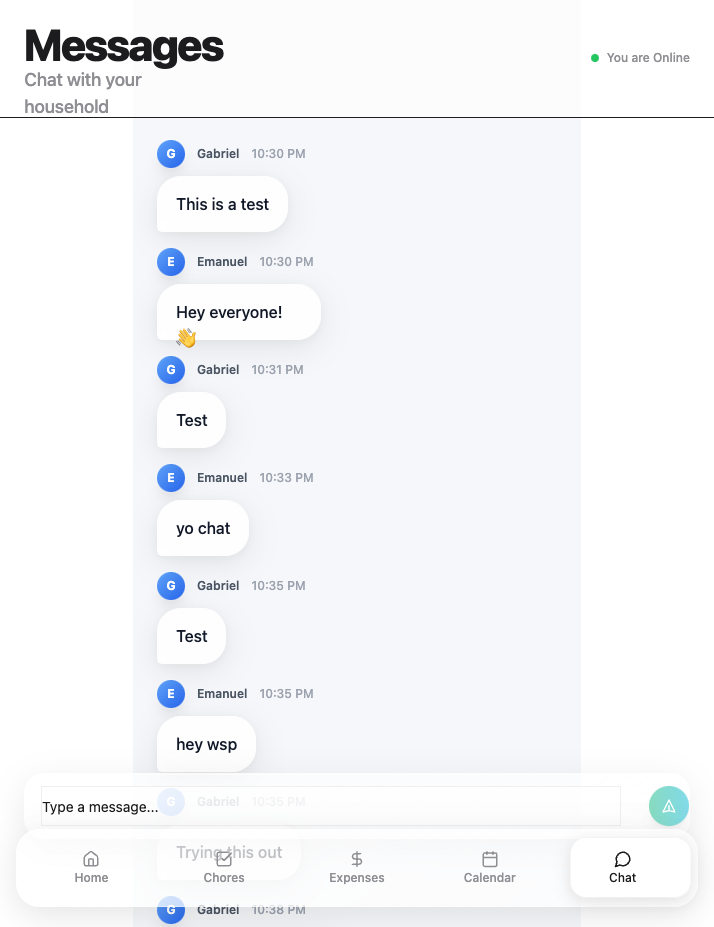 Messages
Chat with your
household
You are Online
G Gabriel 10:30 PM
This is a test
E Emanuel 10:30 PM
Hey everyone!
👋
G Gabriel 10:31 PM
Test
E Emanuel 10:33 PM
yo chat
G Gabriel 10:35 PM
Test
E Emanuel 10:35 PM
hey wsp
G Gabriel 10:35 PM
Type a message...
Trying this out
Home Chores Expenses Calendar Chat
G Gabriel 10:38 PM